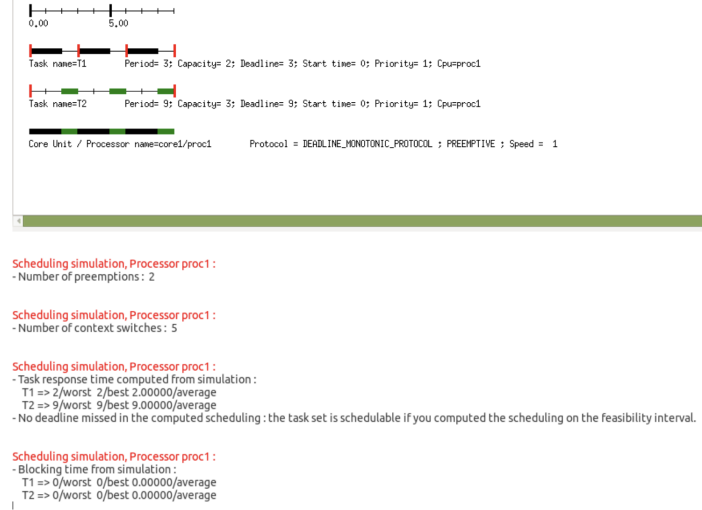 0.00 5.00
Task name=T1 Period= 3; Capacity= 2; Deadline= 3; Start time= 0; Priority= 1; Cpu=proc1
Task name=T2 Period= 9; Capacity= 3; Deadline= 9; Start time= 0; Priority= 1; Cpu=proc1
Core Unit / Processor name=core1/proc1 Protocol = DEADLINE_MONOTONIC_PROTOCOL ; PREEMPTIVE ; Speed = 1
Scheduling simulation, Processor proc1 :
- Number of preemptions : 2
Scheduling simulation, Processor proc1 :
- Number of context switches : 5
Scheduling simulation, Processor proc1 :
- Task response time computed from simulation :
T1 => 2/worst 2/best 2.00000/average
T2 => 9/worst 9/best 9.00000/average
- No deadline missed in the computed scheduling : the task set is schedulable if you computed the scheduling on the feasibility interval.
Scheduling simulation, Processor proc1 :
- Blocking time from simulation :
T1 => 0/worst 0/best 0.00000/average
T2 => 0/worst 0/best 0.00000/average